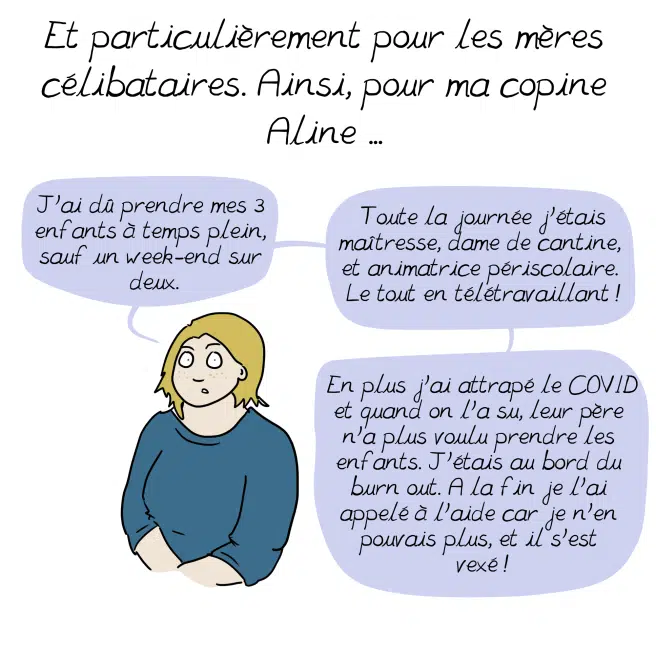 Et particulièrement pour les mères
célibataires. Ainsi, pour ma copine
Aline ...
J'ai dû prendre mes 3
enfants à temps plein,
sauf un week-end sur
deux.
Toute la journée j'étais
maîtresse, dame de cantine,
et animatrice périscolaire.
Le tout en télétravaillant !
En plus j'ai attrapé le COVID
et quand on l'a su, leur père
n'a plus voulu prendre les
enfants. J'étais au bord du
burn out. A la fin je l'ai
appelé à l'aide car je n'en
pouvais plus, et il s'est
vexé !